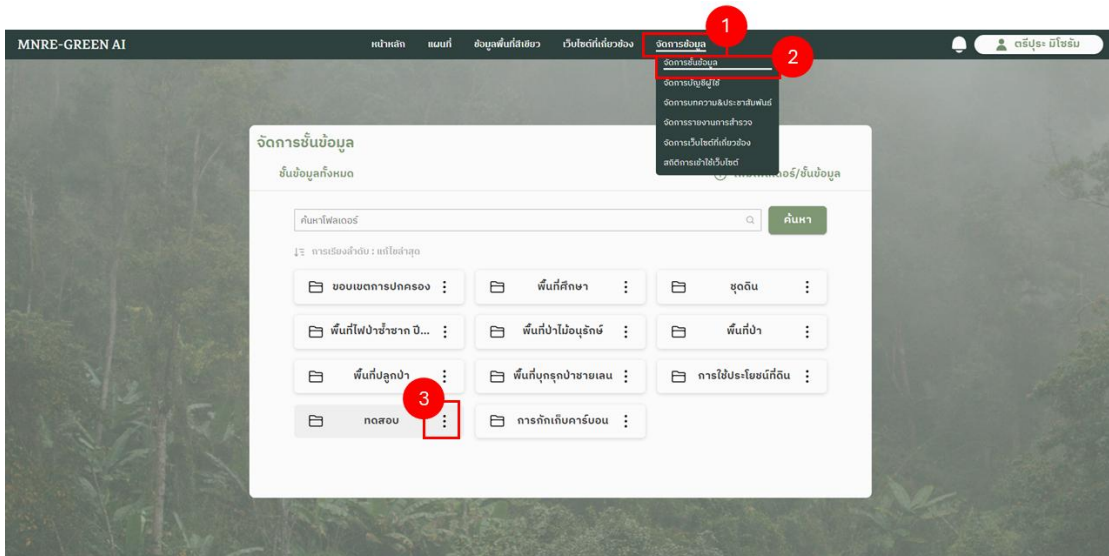 1
MNRE-GREEN AI หน้าหลัก แผนที่ ข้อมูลพื้นที่สีเขียว เว็บไซต์ที่เกี่ยวข้อง จัดการข้อมูล ตรีปุระ มิโซรัม
จัดการชั้นข้อมูล 2
จัดการบัญชีผู้ใช้
จัดการบทความ&ประชาสัมพันธ์
จัดการรายงานการสำรวจ
จัดการเว็บไซต์ที่เกี่ยวข้อง
สถิติการเข้าใช้เว็บไซต์
จัดการชั้นข้อมูล
ชั้นข้อมูลทั้งหมด /ชั้นข้อมูล
ค้นหาโฟลเดอร์ ค้นหา
การเรียงลำดับ : แก้ไขล่าสุด
ขอบเขตการปกครอง พื้นที่ศึกษา ชุดดิน
พื้นที่ไฟป่าซ้ำซาก ปี... พื้นที่ป่าไม้อนุรักษ์ พื้นที่ป่า
พื้นที่ปลูกป่า พื้นที่บุกรุกป่าชายเลน การใช้ประโยชน์ที่ดิน
3
ทดสอบ การกักเก็บคาร์บอน